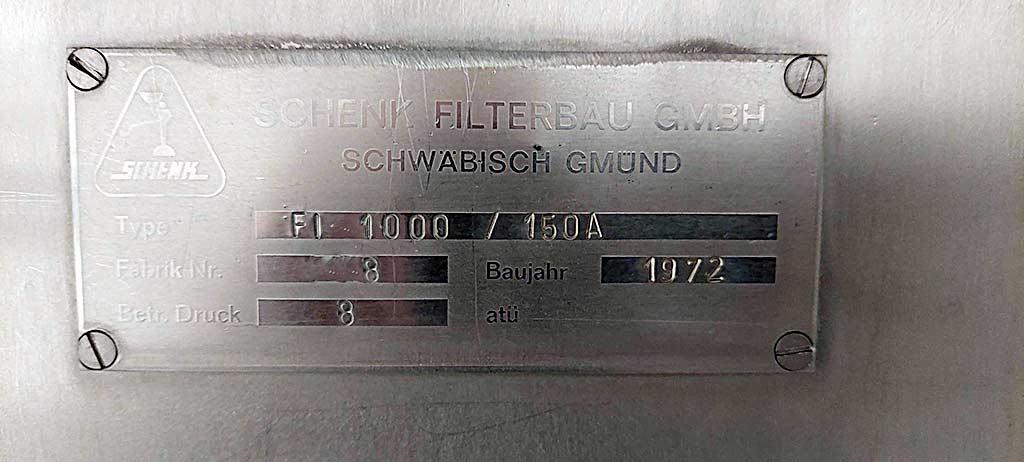 SCHENK FILTERBAU GMBH
SCHWÄBISCH GMÜND
SCHENK
Type FI 1000 / 150A
Fabrik Nr. 8 Baujahr 1972
Betr. Druck 8 atü